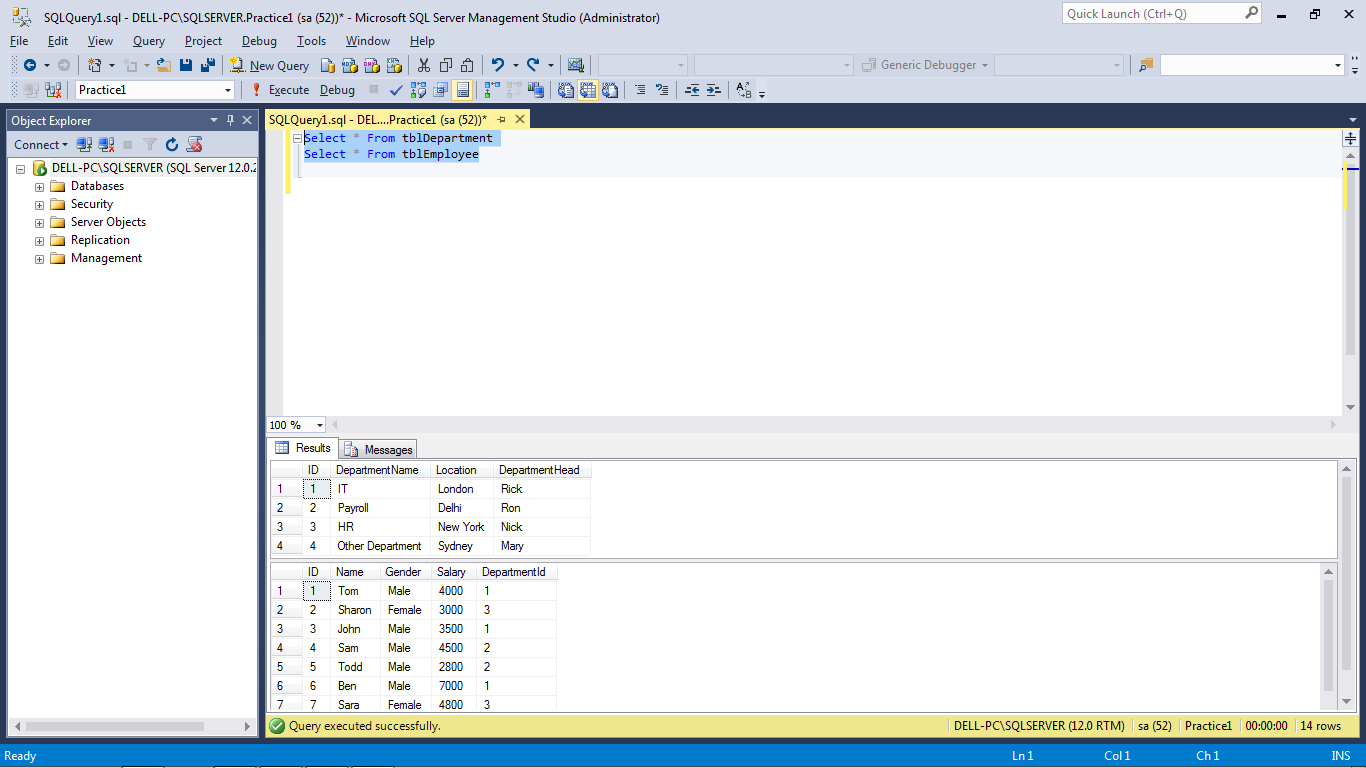 SQLQuery1.sql - DELL-PC\SQLSERVER.Practice1 (sa (52))* - Microsoft SQL Server Management Studio (Administrator)
Quick Launch (Ctrl+Q)
File Edit View Query Project Debug Tools Window Help
New Query
Generic Debugger
Practice1
Execute Debug
Object Explorer
Connect
DELL-PC\SQLSERVER (SQL Server 12.0.2
Databases
Security
Server Objects
Replication
Management
SQLQuery1.sql - DEL....Practice1 (sa (52))*
Select * From tblDepartment
Select * From tblEmployee
100 %
Results Messages
ID DepartmentName Location DepartmentHead
1 1 IT London Rick
2 2 Payroll Delhi Ron
3 3 HR New York Nick
4 4 Other Department Sydney Mary
ID Name Gender Salary DepartmentId
1 1 Tom Male 4000 1
2 2 Sharon Female 3000 3
3 3 John Male 3500 1
4 4 Sam Male 4500 2
5 5 Todd Male 2800 2
6 6 Ben Male 7000 1
7 7 Sara Female 4800 3
Query executed successfully. DELL-PC\SQLSERVER (12.0 RTM) sa (52) Practice1 00:00:00 14 rows
Ready Ln 1 Col 1 Ch 1 INS